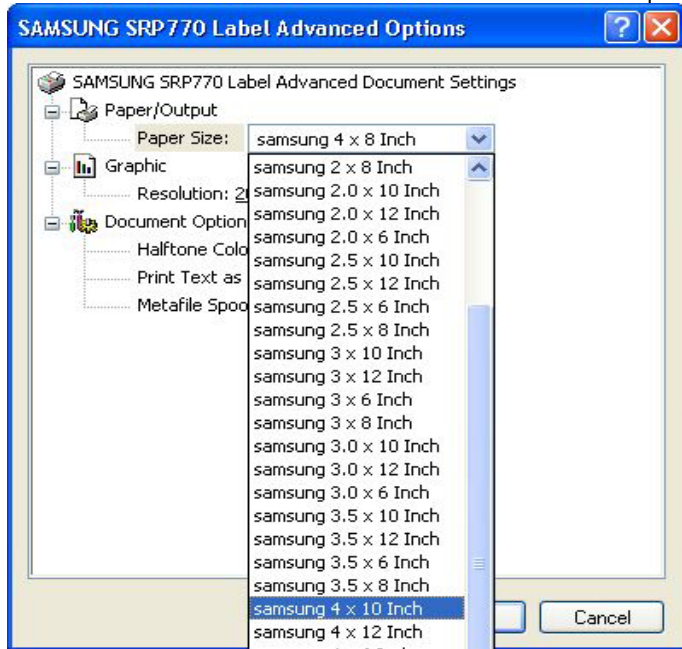 SAMSUNG SRP770 Label Advanced Options
SAMSUNG SRP770 Label Advanced Document Settings
Paper/Output
Paper Size: samsung 4 x 8 Inch
Graphic
Resolution:
Document Option
Halftone Colo
Print Text as
Metafile Spoo
samsung 2 x 8 Inch
samsung 2.0 x 10 Inch
samsung 2.0 x 12 Inch
samsung 2.0 x 6 Inch
samsung 2.5 x 10 Inch
samsung 2.5 x 12 Inch
samsung 2.5 x 6 Inch
samsung 2.5 x 8 Inch
samsung 3 x 10 Inch
samsung 3 x 12 Inch
samsung 3 x 6 Inch
samsung 3 x 8 Inch
samsung 3.0 x 10 Inch
samsung 3.0 x 12 Inch
samsung 3.0 x 6 Inch
samsung 3.5 x 10 Inch
samsung 3.5 x 12 Inch
samsung 3.5 x 6 Inch
samsung 3.5 x 8 Inch
samsung 4 x 10 Inch
samsung 4 x 12 Inch
Cancel